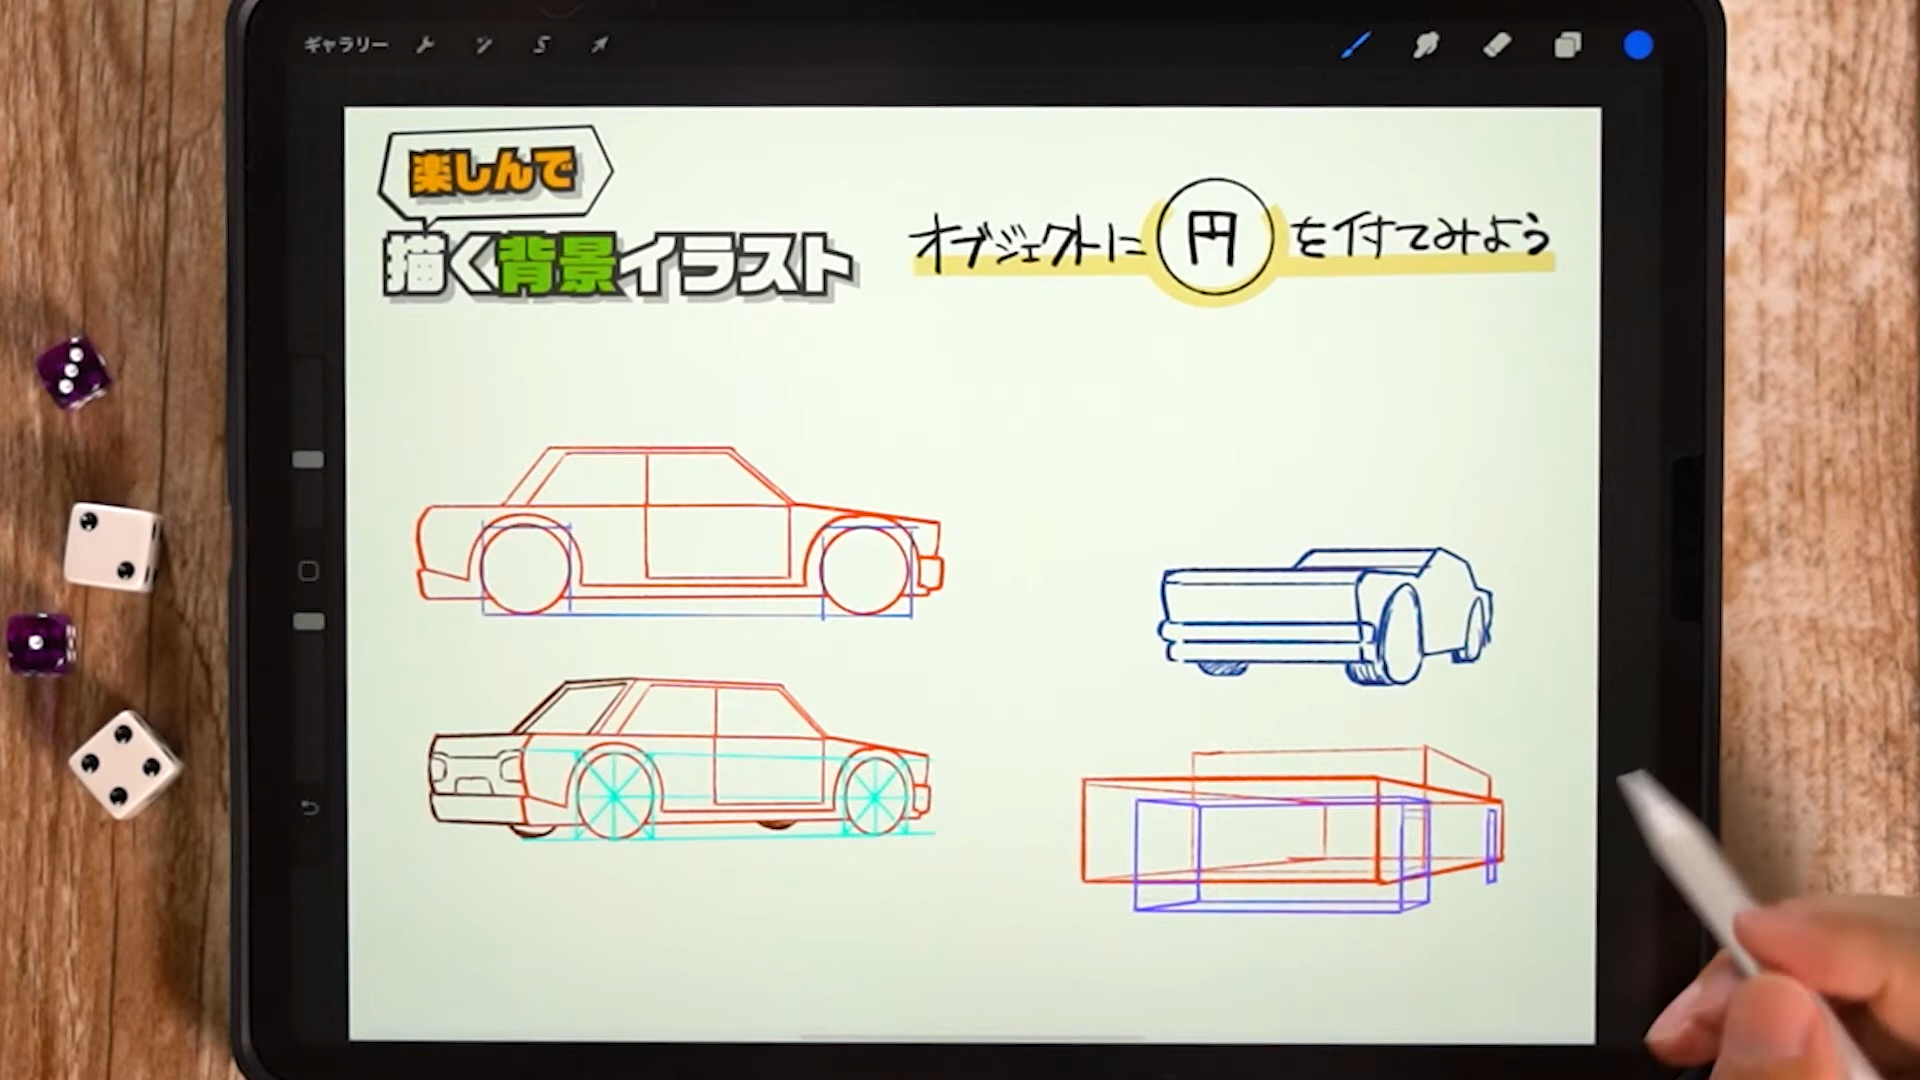 ギャラリー
楽しんで
描く背景イラスト
オブジェクトに円を付てみよう